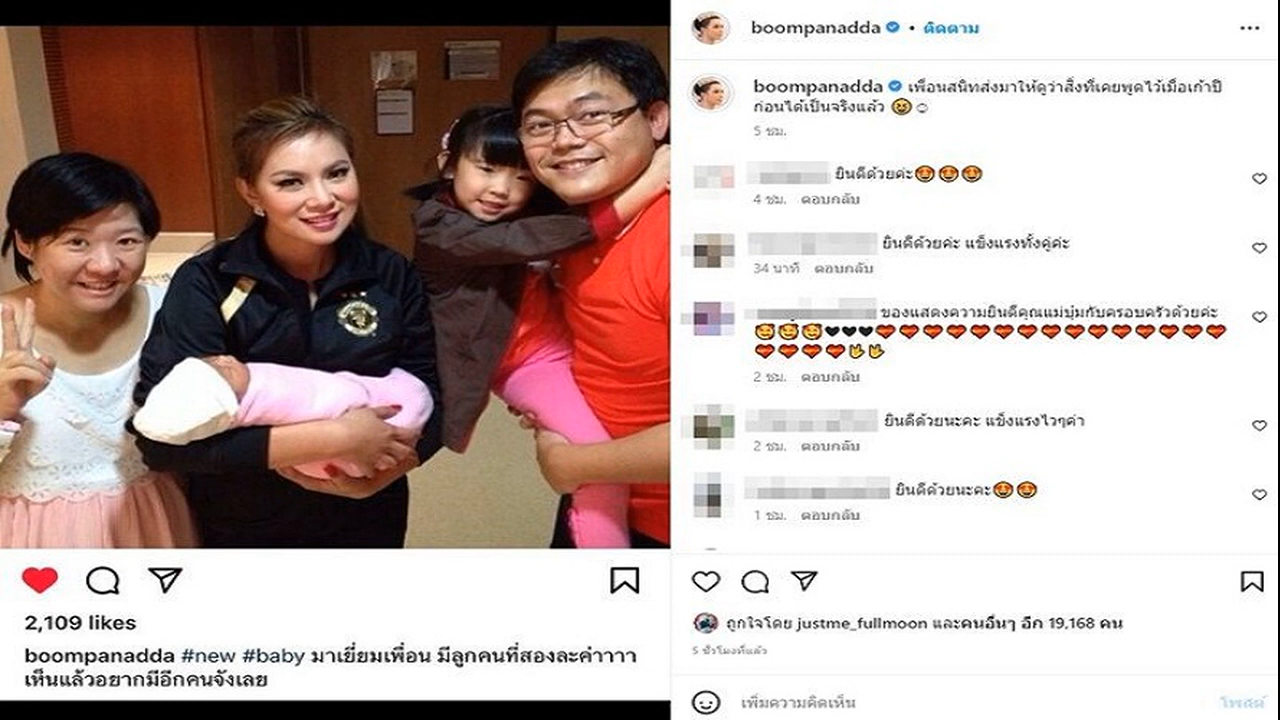 2,109 likes
boompanadda #new #baby มาเยี่ยมเพื่อน มีลูกคนที่สองละค่าาาา
เห็นแล้วอยากมีอีกคนจังเลย
boompanadda • ติดตาม
boompanadda เพื่อนสนิทส่งมาให้ดูว่าสิ่งที่เคยพูดไว้เมื่อเก้าปี
ก่อนได้เป็นจริงแล้ว 😆☺
5 ชม.
ยินดีด้วยค่ะ🤩🤩🤩
4 ชม. ตอบกลับ
ยินดีด้วยค่ะ แข็งแรงทั้งคู่ค่ะ
34 นาที ตอบกลับ
ของแสดงความยินดีคุณแม่บุ๋มกับครอบครัวด้วยค่ะ
🥰🥰🥰🖤🖤🖤❤❤❤❤❤❤❤❤❤❤❤❤❤❤❤
❤❤❤❤🤟🤟
2 ชม. ตอบกลับ
ยินดีด้วยนะคะ แข็งแรงไวๆค่า
2 ชม. ตอบกลับ
ยินดีด้วยนะคะ🤩🤩
1 ชม. ตอบกลับ
ถูกใจโดย justme_fullmoon และคนอื่นๆ อีก 19,168 คน
5 ชั่วโมงที่แล้ว
เพิ่มความคิดเห็น
โพสต์